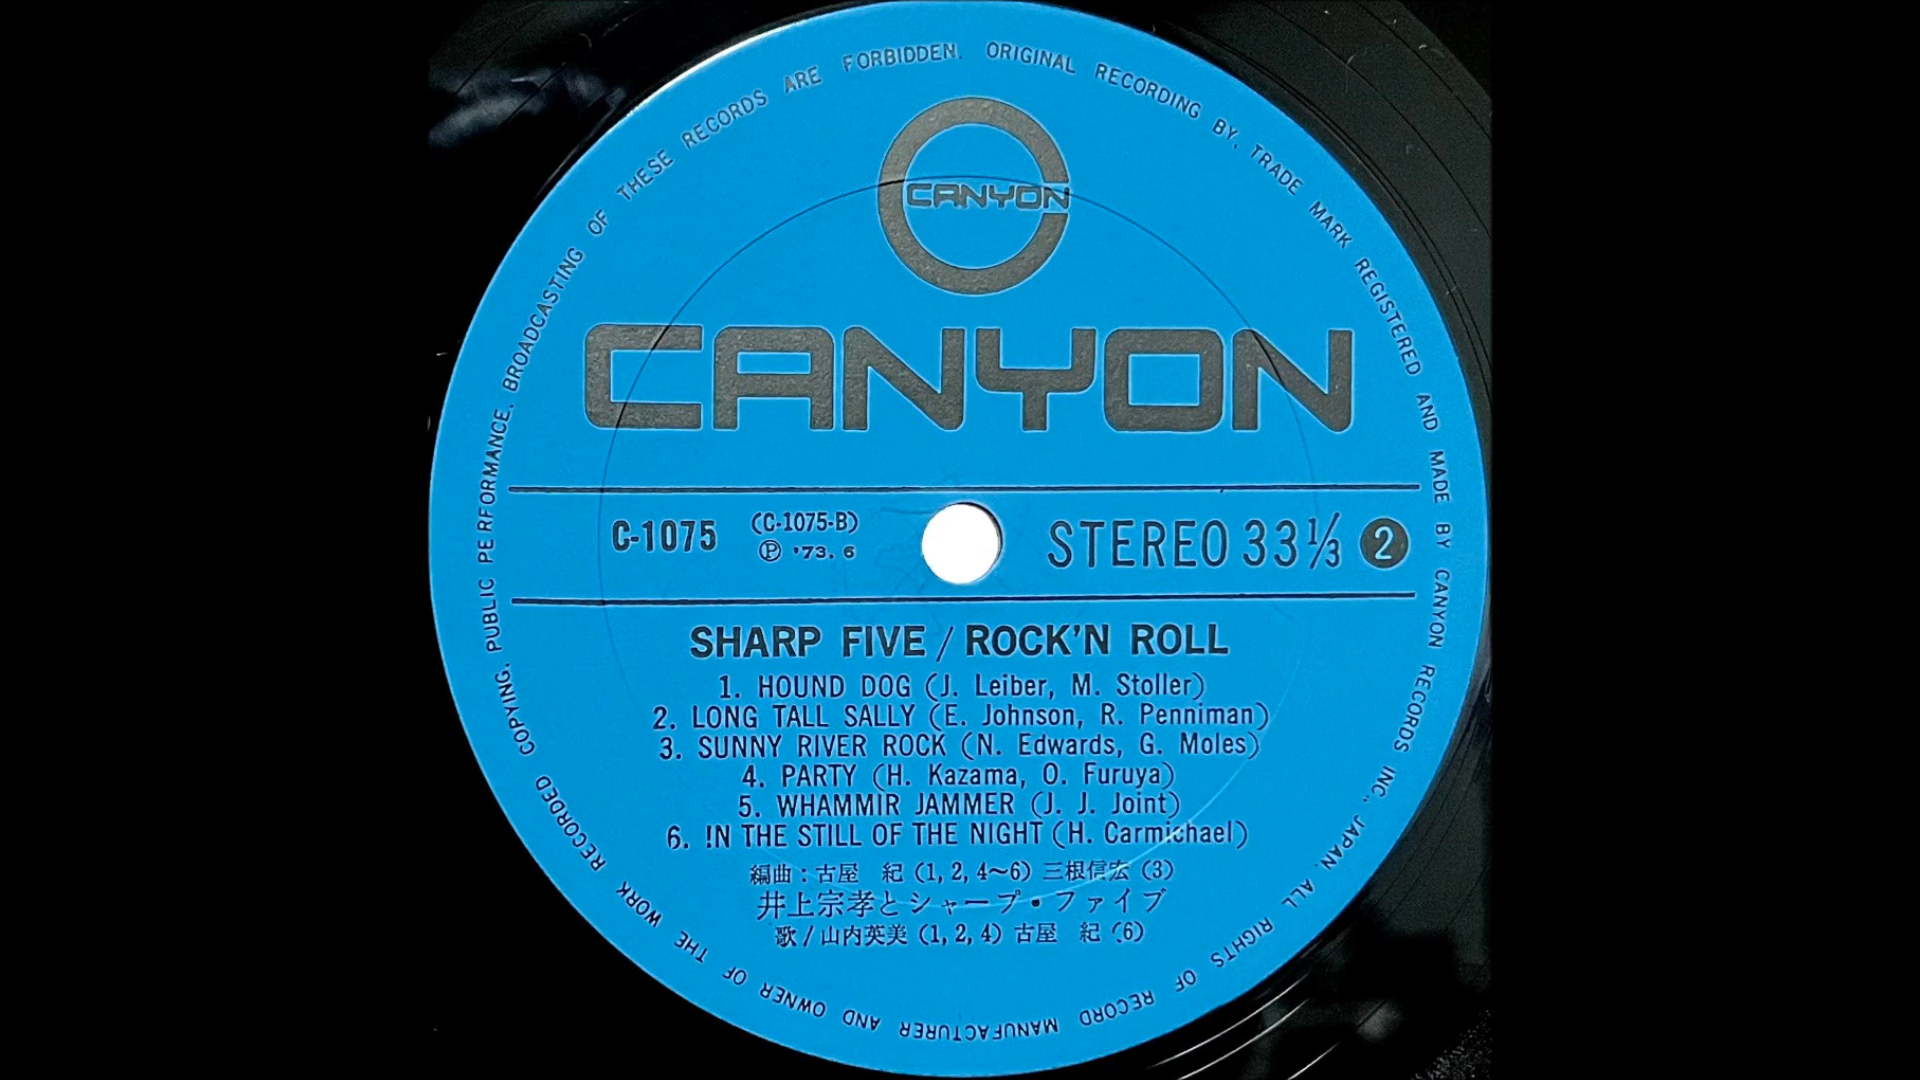 CANYON
CANYON
C-1075 (C-1075-B) STEREO 33⅓ 2
Ⓟ '73. 6
SHARP FIVE / ROCK'N ROLL
1. HOUND DOG (J. Leiber, M. Stoller)
2. LONG TALL SALLY (E. Johnson, R. Penniman)
3. SUNNY RIVER ROCK (N. Edwards, G. Moles)
4. PARTY (H. Kazama, O. Furuya)
5. WHAMMIR JAMMER (J. J. Joint)
6. IN THE STILL OF THE NIGHT (H. Carmichael)
編曲：古屋 紀 (1, 2, 4〜6) 三根信宏 (3)
井上宗孝とシャープ・ファイブ
歌 / 山内英美 (1, 2, 4) 古屋 紀 (6)
ALL RIGHTS OF RECORD MANUFACTURER AND OWNER OF THE WORK RECORDED COPYING. PUBLIC PERFORMANCE. BROADCASTING OF THESE RECORDS ARE FORBIDDEN. ORIGINAL RECORDING BY. TRADE MARK REGISTERED AND MADE BY CANYON RECORDS INC., JAPAN.